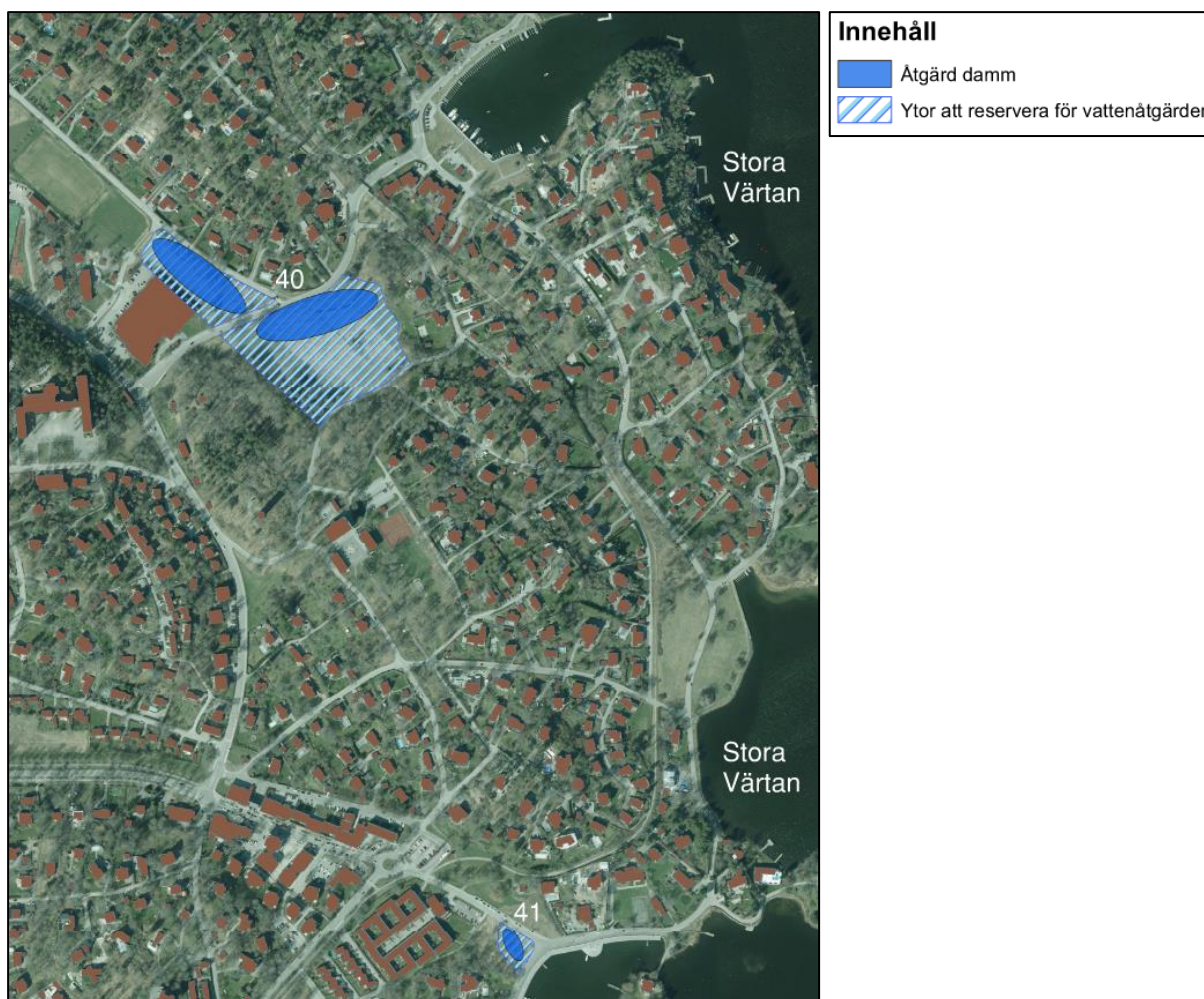 Innehåll
Åtgärd damm
Ytor att reservera för vattenåtgärder
Stora
Värtan
40
Stora
Värtan
41